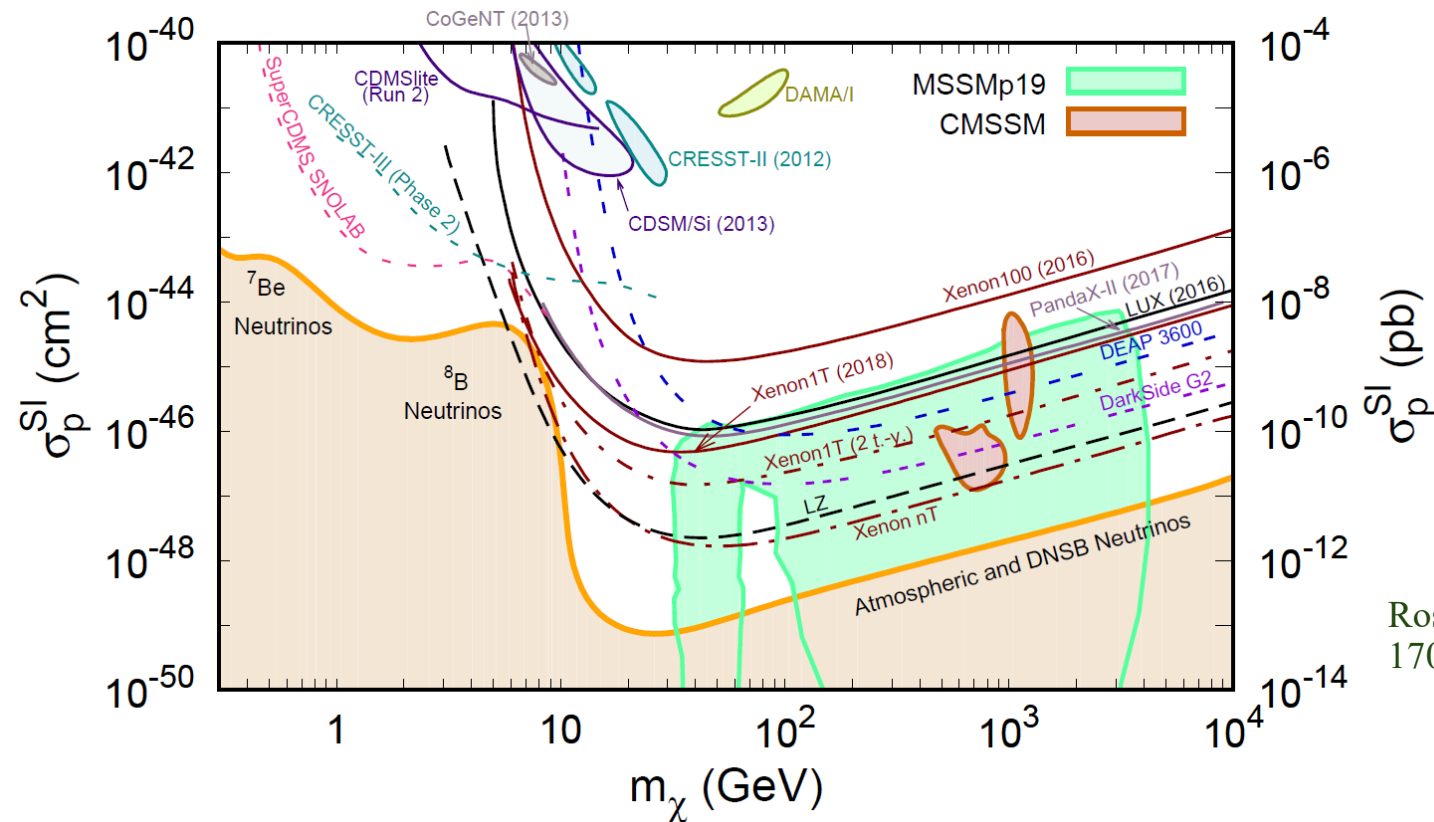 CoGeNT (2013)
10⁻⁴⁰
10⁻⁴
CDMSlite
(Run 2)
MSSMp19
CMSSM
DAMA/I
SuperCDMS SNOLAB
CRESST-III (Phase 2)
10⁻⁴²
10⁻⁶
CRESST-II (2012)
CDSM/Si (2013)
Xenon100 (2016)
PandaX-II (2017)
LUX (2016)
10⁻⁴⁴
10⁻⁸
⁷Be
Neutrinos
DEAP 3600
Xenon1T (2018)
⁸B
Neutrinos
DarkSide G2
10⁻⁴⁶
10⁻¹⁰
Xenon1T (2 t.-y.)
LZ
Xenon nT
10⁻⁴⁸
10⁻¹²
Atmospheric and DNSB Neutrinos
10⁻⁵⁰
10⁻¹⁴
σₚˢᴵ (cm²)
σₚˢᴵ (pb)
1
10
10²
10³
10⁴
mᵪ (GeV)
Ros
170